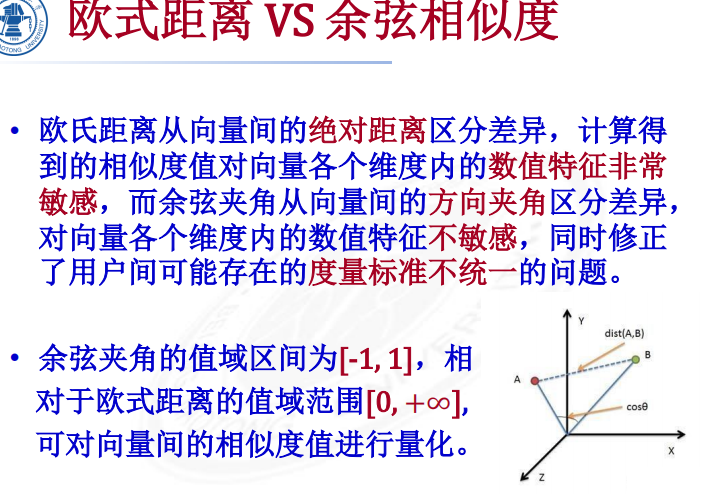 欧式距离 VS 余弦相似度
AOTONG UNIVERSITY
• 欧氏距离从向量间的绝对距离区分差异，计算得
到的相似度值对向量各个维度内的数值特征非常
敏感，而余弦夹角从向量间的方向夹角区分差异，
对向量各个维度内的数值特征不敏感，同时修正
了用户间可能存在的度量标准不统一的问题。
• 余弦夹角的值域区间为[-1, 1]，相
对于欧式距离的值域范围[0, +∞],
可对向量间的相似度值进行量化。
Y
dist(A,B)
B
A
cosθ
X
Z